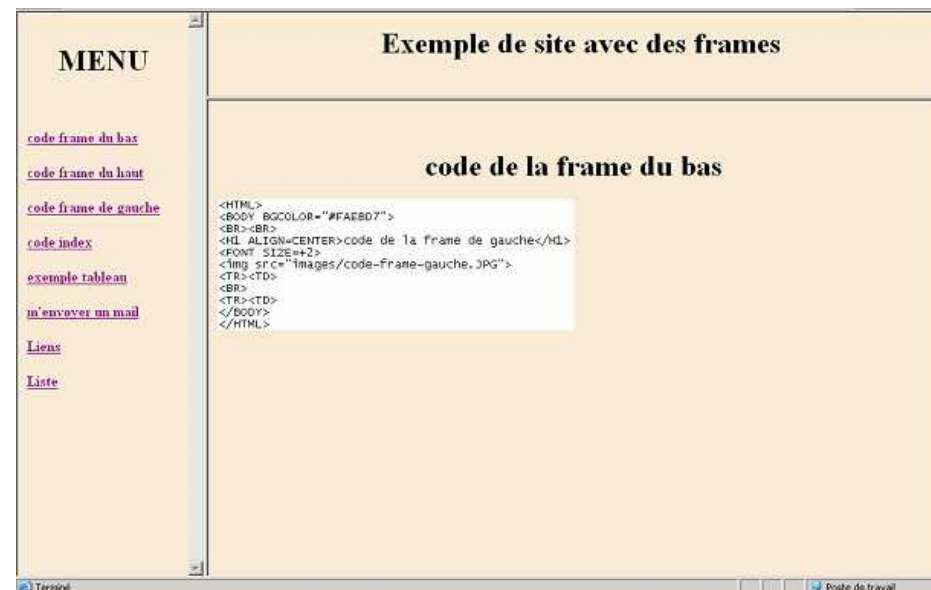 MENU
code frame du bas
code frame du haut
code frame de gauche
code index
exemple tableau
m'envoyer un mail
Liens
Liste
Exemple de site avec des frames
code de la frame du bas
<HTML>
<BODY BGCOLOR="#FAEBD7">
<BR><BR>
<H1 ALIGN=CENTER>code de la frame de gauche</H1>
<FONT SIZE=+2>
<img src="images/code-frame-gauche.JPG">
<TR><TD>
<BR>
<TR><TD>
</BODY>
</HTML>
Terminé
Poste de travail